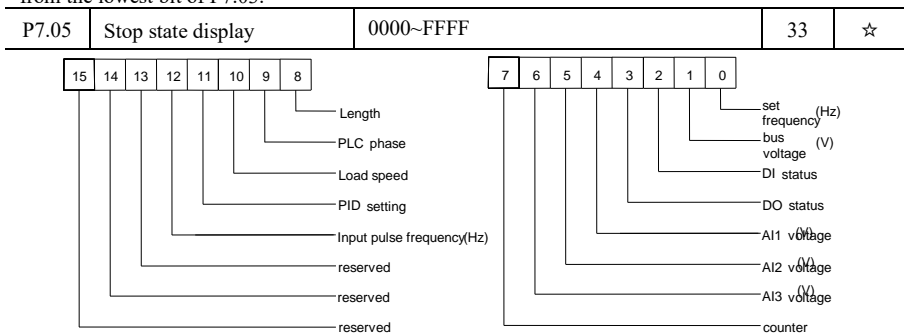 from the lowest bit of P7.03.
P7.05 Stop state display 0000~FFFF 33 ☆
15 14 13 12 11 10 9 8
Length
PLC phase
Load speed
PID setting
Input pulse frequency(Hz)
reserved
reserved
reserved
7 6 5 4 3 2 1 0
set
frequency (Hz)
bus
voltage (V)
DI status
DO status
AI1 voltage (V)
AI2 voltage (V)
AI3 voltage (V)
counter